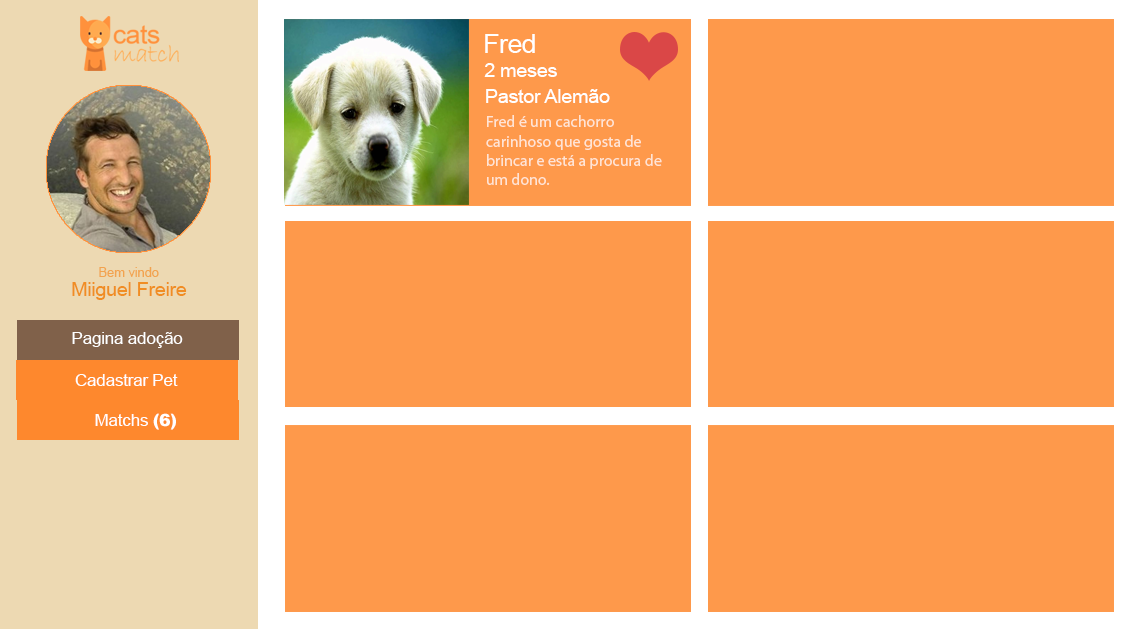 cats
match
Bem vindo
Miiguel Freire
Pagina adoção
Cadastrar Pet
Matchs (6)
Fred
2 meses
Pastor Alemão
Fred é um cachorro
carinhoso que gosta de
brincar e está a procura de
um dono.